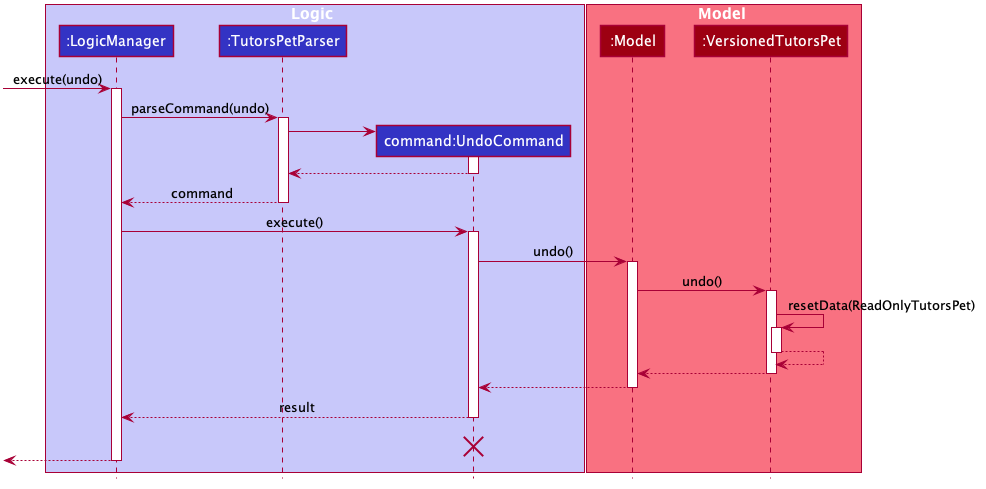 Logic
Model
:LogicManager
:TutorsPetParser
:Model
:VersionedTutorsPet
execute(undo)
parseCommand(undo)
command:UndoCommand
command
execute()
undo()
undo()
resetData(ReadOnlyTutorsPet)
result